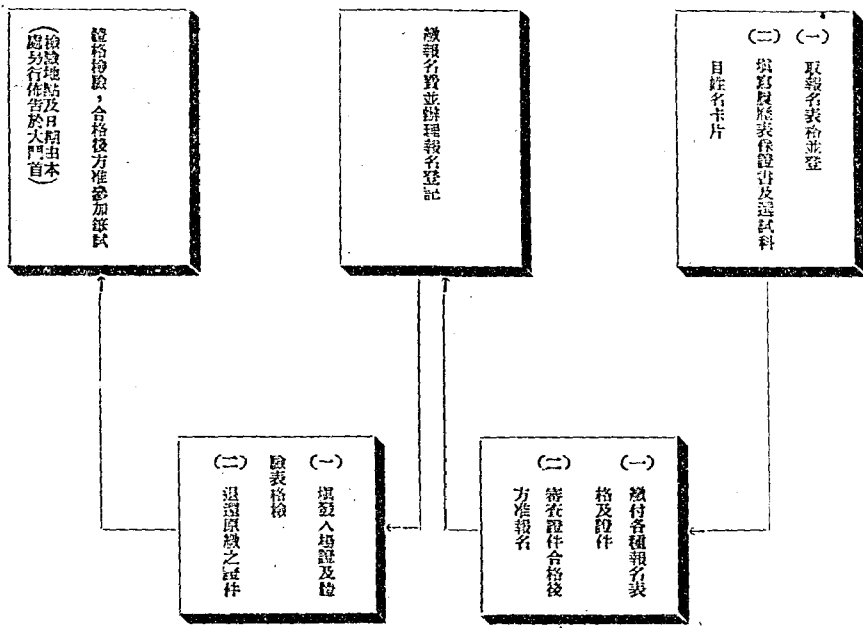 (一) 取報名表格並登
(二) 填寫履歷表保證書及選試科
目姓名卡片
(一) 繳付各種報名表
格及證件
(二) 審查證件合格後
方准報名
繳報名費並辦理報名登記
(一) 填發入場證及體
驗表格檢
(二) 退還原繳之證件
體格檢驗，合格後方准參加筆試
(檢驗地點及日期由本
處另行佈告於大門首)